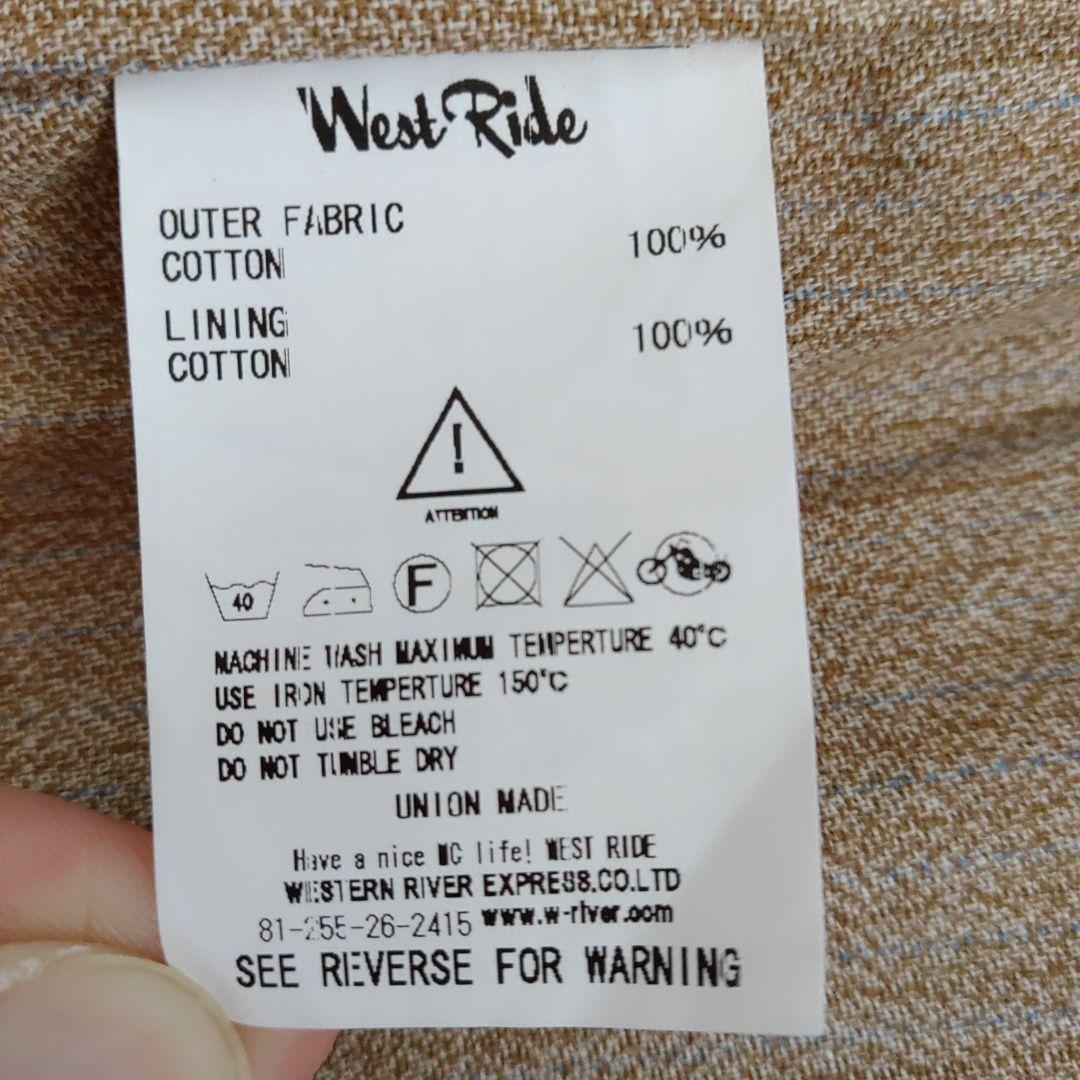 West Ride
OUTER FABRIC
COTTON 100%
LINING
COTTON 100%
!
ATTENTION
40
F
MACHINE WASH MAXIMUM TEMPERTURE 40°C
USE IRON TEMPERTURE 150°C
DO NOT USE BLEACH
DO NOT TUMBLE DRY
UNION MADE
Have a nice MC life! WEST RIDE
WESTERN RIVER EXPRESS.CO.LTD
81-255-26-2415 www.w-river.com
SEE REVERSE FOR WARNING